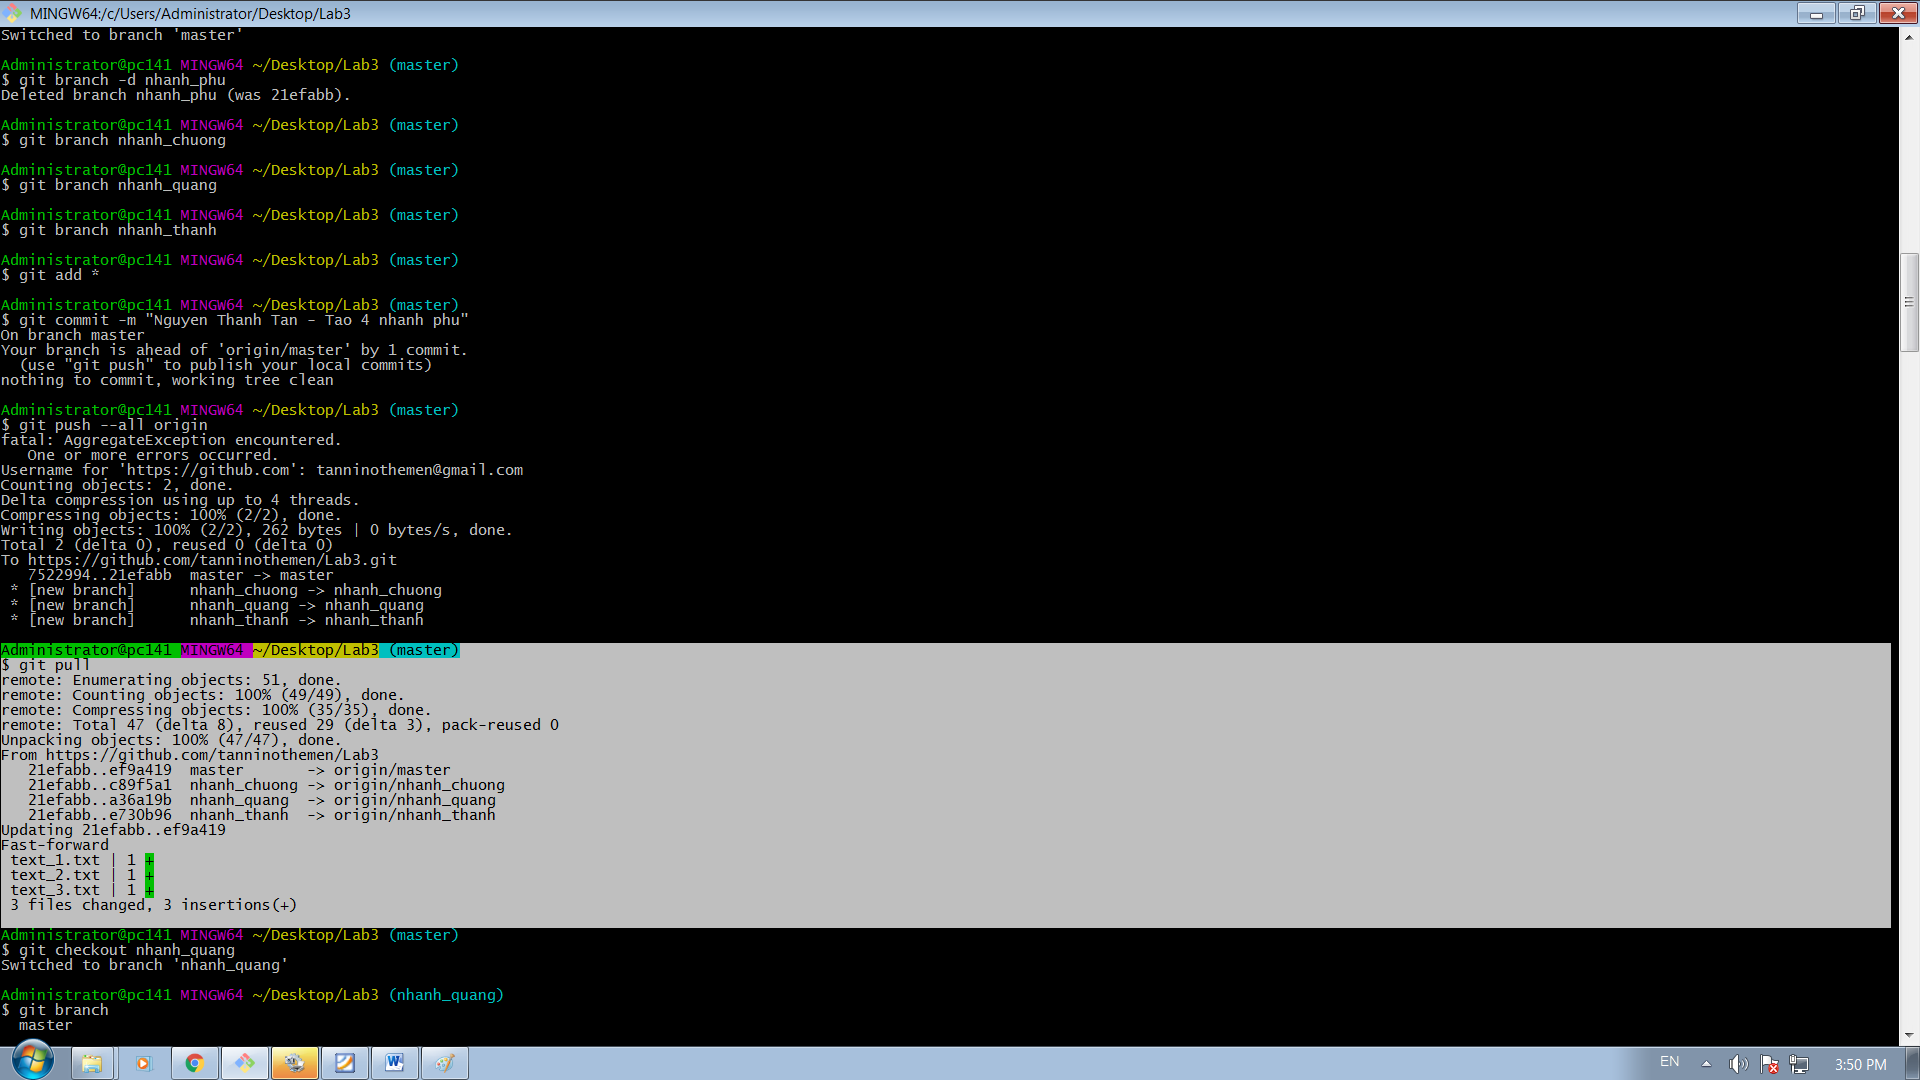 MINGW64:/c/Users/Administrator/Desktop/Lab3
Switched to branch 'master'
Administrator@pc141 MINGW64 ~/Desktop/Lab3 (master)
$ git branch -d nhanh_phu
Deleted branch nhanh_phu (was 21efabb).
Administrator@pc141 MINGW64 ~/Desktop/Lab3 (master)
$ git branch nhanh_chuong
Administrator@pc141 MINGW64 ~/Desktop/Lab3 (master)
$ git branch nhanh_quang
Administrator@pc141 MINGW64 ~/Desktop/Lab3 (master)
$ git branch nhanh_thanh
Administrator@pc141 MINGW64 ~/Desktop/Lab3 (master)
$ git add *
Administrator@pc141 MINGW64 ~/Desktop/Lab3 (master)
$ git commit -m "Nguyen Thanh Tan - Tao 4 nhanh phu"
On branch master
Your branch is ahead of 'origin/master' by 1 commit.
  (use "git push" to publish your local commits)
nothing to commit, working tree clean
Administrator@pc141 MINGW64 ~/Desktop/Lab3 (master)
$ git push --all origin
fatal: AggregateException encountered.
   One or more errors occurred.
Username for 'https://github.com': tanninothemen@gmail.com
Counting objects: 2, done.
Delta compression using up to 4 threads.
Compressing objects: 100% (2/2), done.
Writing objects: 100% (2/2), 262 bytes | 0 bytes/s, done.
Total 2 (delta 0), reused 0 (delta 0)
To https://github.com/tanninothemen/Lab3.git
   7522994..21efabb  master -> master
 * [new branch]      nhanh_chuong -> nhanh_chuong
 * [new branch]      nhanh_quang -> nhanh_quang
 * [new branch]      nhanh_thanh -> nhanh_thanh
Administrator@pc141 MINGW64 ~/Desktop/Lab3 (master)
$ git pull
remote: Enumerating objects: 51, done.
remote: Counting objects: 100% (49/49), done.
remote: Compressing objects: 100% (35/35), done.
remote: Total 47 (delta 8), reused 29 (delta 3), pack-reused 0
Unpacking objects: 100% (47/47), done.
From https://github.com/tanninothemen/Lab3
   21efabb..ef9a419  master       -> origin/master
   21efabb..c89f5a1  nhanh_chuong -> origin/nhanh_chuong
   21efabb..a36a19b  nhanh_quang  -> origin/nhanh_quang
   21efabb..e730b96  nhanh_thanh  -> origin/nhanh_thanh
Updating 21efabb..ef9a419
Fast-forward
 text_1.txt | 1 +
 text_2.txt | 1 +
 text_3.txt | 1 +
 3 files changed, 3 insertions(+)
Administrator@pc141 MINGW64 ~/Desktop/Lab3 (master)
$ git checkout nhanh_quang
Switched to branch 'nhanh_quang'
Administrator@pc141 MINGW64 ~/Desktop/Lab3 (nhanh_quang)
$ git branch
  master
EN
3:50 PM